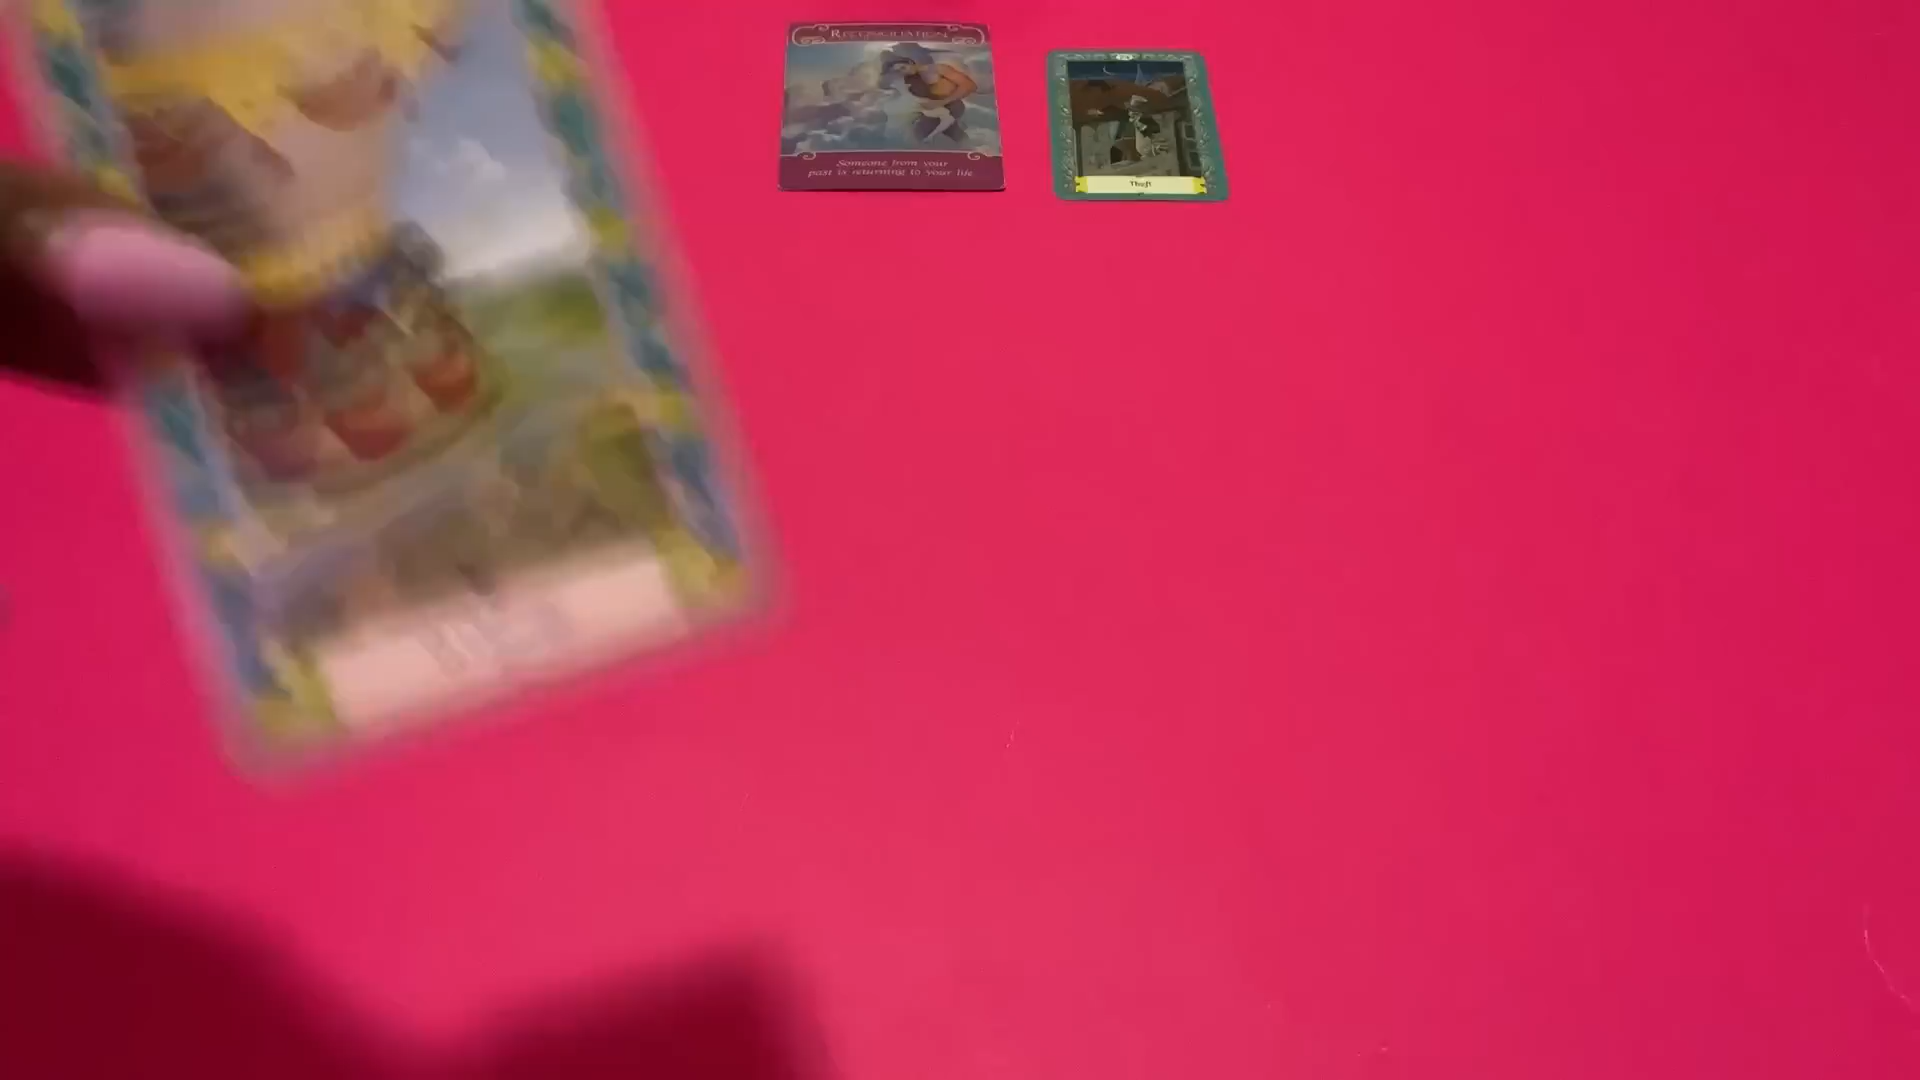 RECONCILIATION
Someone from your
past is returning to your life
Theft